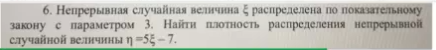 6. Непрерывная случайная величина ξ распределена по показательному
закону с параметром 3. Найти плотность распределения непрерывной
случайной величины η =5ξ – 7.